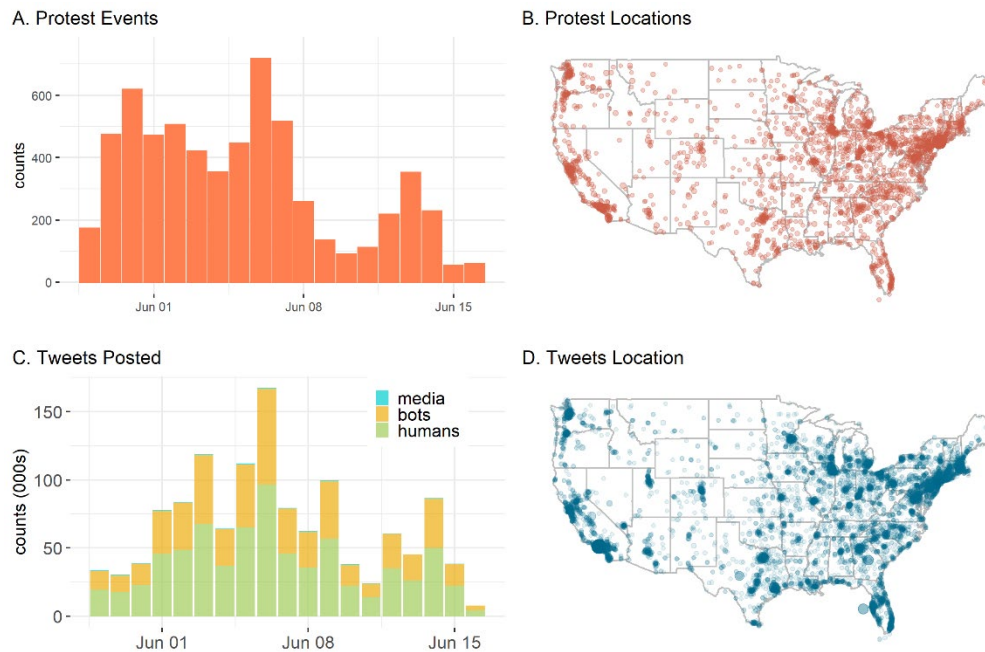 A. Protest Events
B. Protest Locations
counts
600
400
200
0
Jun 01
Jun 08
Jun 15
C. Tweets Posted
D. Tweets Location
counts (000s)
150
100
50
0
media
bots
humans
Jun 01
Jun 08
Jun 15